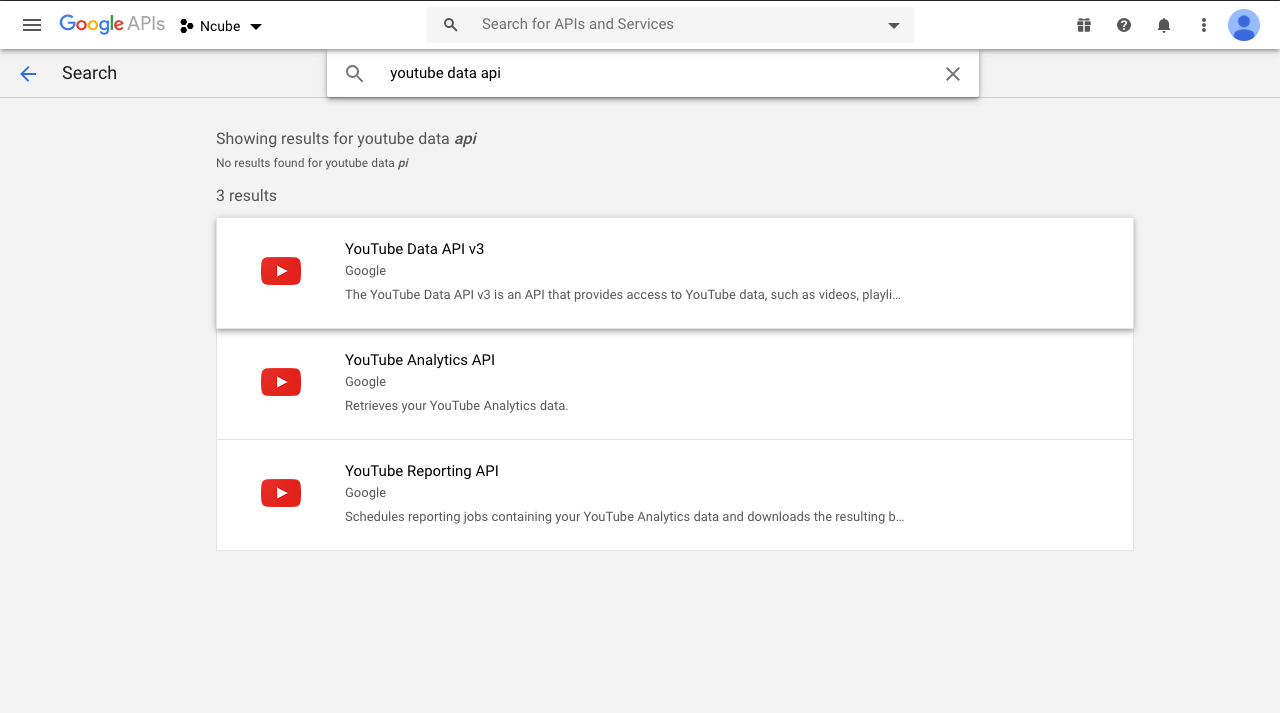 Google APIs Ncube Search for APIs and Services
Search youtube data api
Showing results for youtube data api
No results found for youtube data pi
3 results
YouTube Data API v3
Google
The YouTube Data API v3 is an API that provides access to YouTube data, such as videos, playli...
YouTube Analytics API
Google
Retrieves your YouTube Analytics data.
YouTube Reporting API
Google
Schedules reporting jobs containing your YouTube Analytics data and downloads the resulting b...